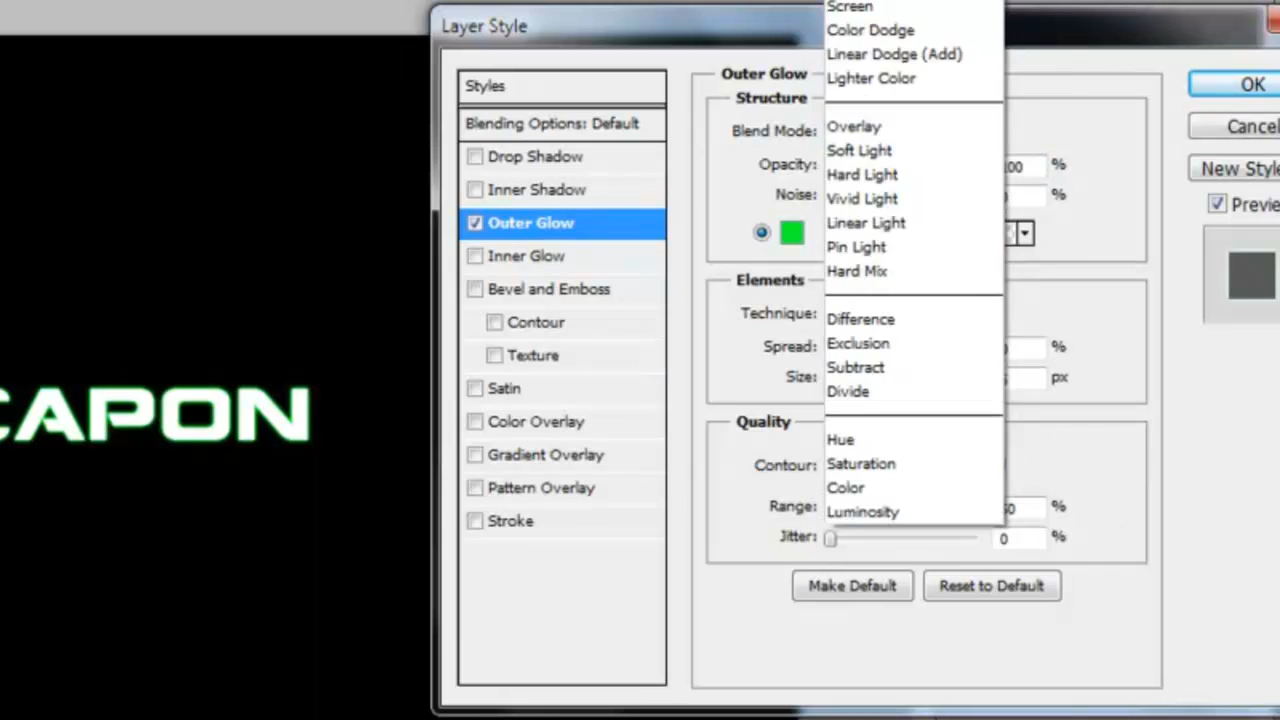 Layer Style
Styles
Blending Options: Default
Drop Shadow
Inner Shadow
Outer Glow
Inner Glow
Bevel and Emboss
Contour
Texture
Satin
Color Overlay
Gradient Overlay
Pattern Overlay
Stroke
CAPON
Outer Glow
Structure
Blend Mode:
Opacity: 100 %
Noise: %
Elements
Technique:
Spread: %
Size: px
Quality
Contour:
Range: 50 %
Jitter: 0 %
Make Default
Reset to Default
Screen
Color Dodge
Linear Dodge (Add)
Lighter Color
Overlay
Soft Light
Hard Light
Vivid Light
Linear Light
Pin Light
Hard Mix
Difference
Exclusion
Subtract
Divide
Hue
Saturation
Color
Luminosity
OK
Cancel
New Style
Preview